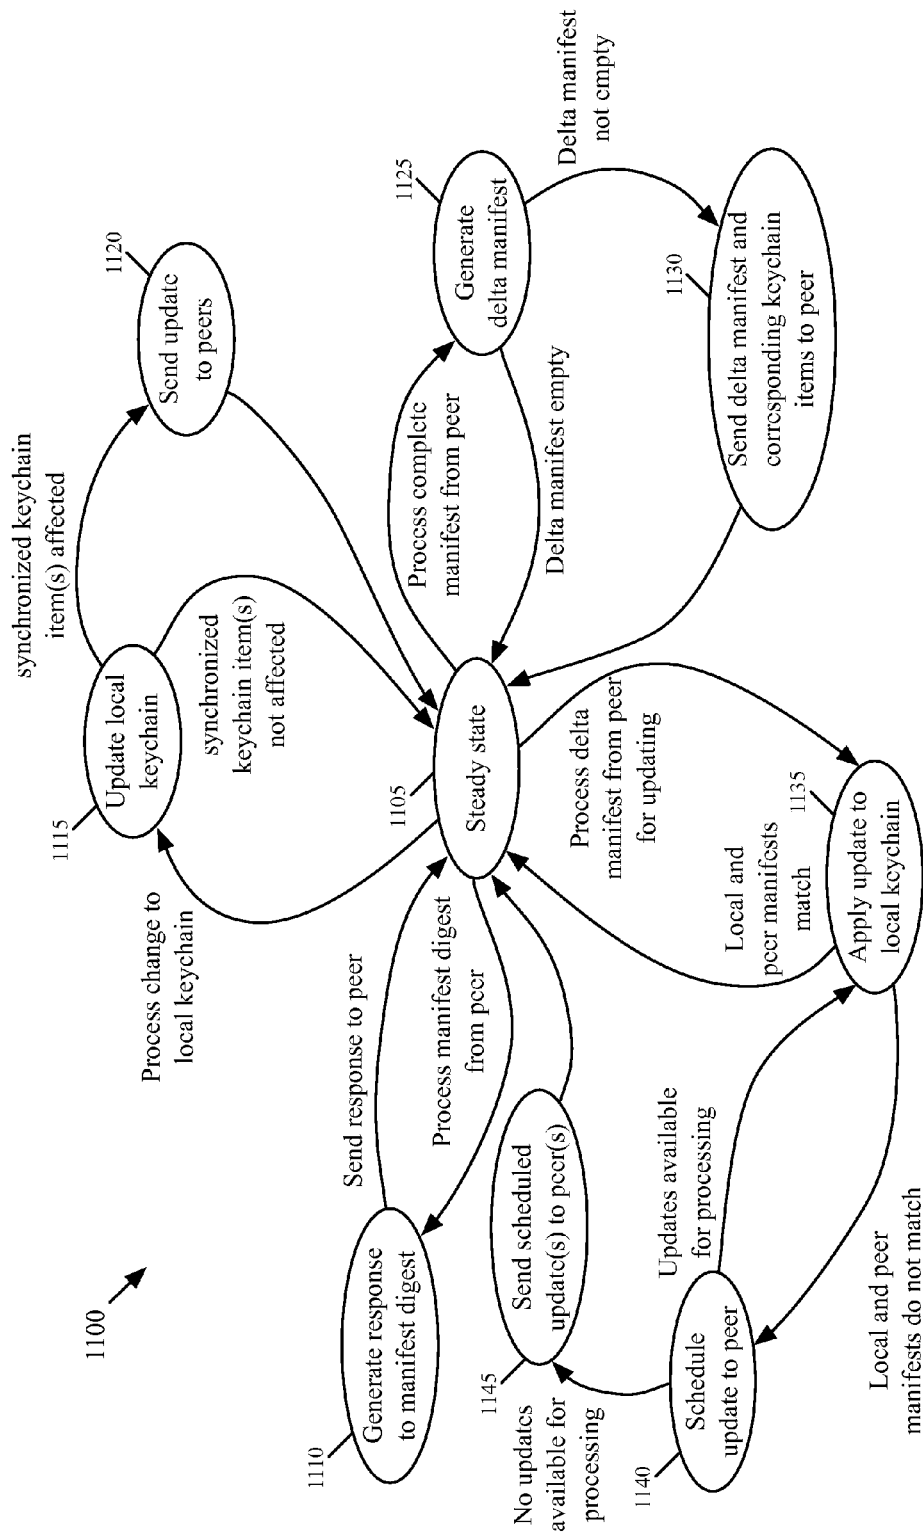 1100
1110
Generate response
to manifest digest
Send response to peer
Process manifest digest
from peer
Process change to
local keychain
1115
Update local
keychain
synchronized keychain
item(s) affected
synchronized
keychain item(s)
not affected
1120
Send update
to peers
1105
Steady state
Process complete
manifest from peer
1125
Generate
delta manifest
Delta manifest empty
Delta manifest
not empty
1130
Send delta manifest and
corresponding keychain
items to peer
Process delta
manifest from peer
for updating
Local and
peer manifests
match
1135
Apply update to
local keychain
Updates available
for processing
Local and peer
manifests do not match
1140
Schedule
update to peer
No updates
available for
processing
1145
Send scheduled
update(s) to peer(s)